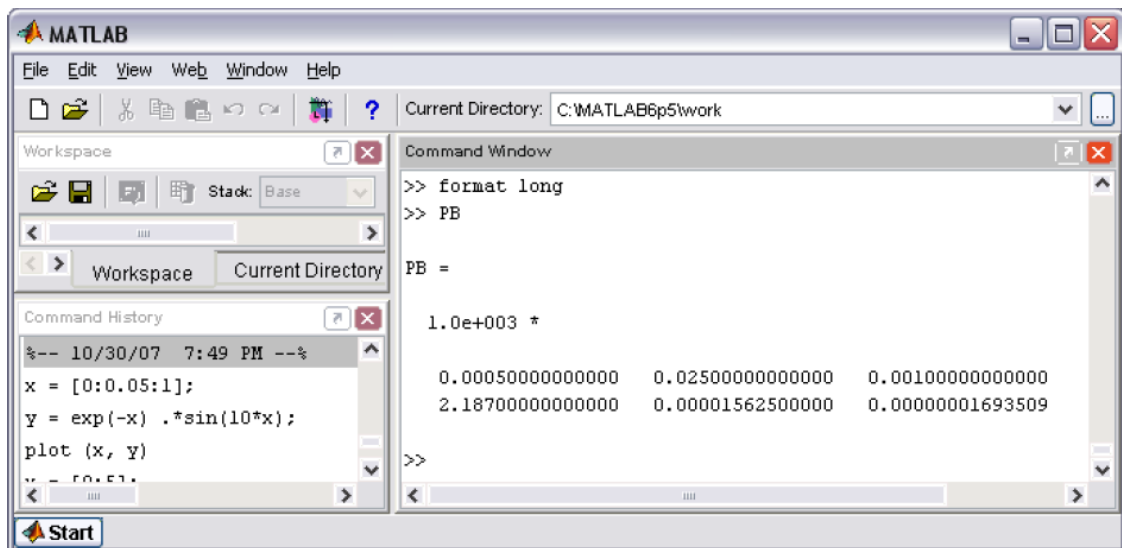 MATLAB
File Edit View Web Window Help
? Current Directory: C:\MATLAB6p5\work ...
Workspace
Stack: Base
Workspace Current Directory
Command History
%-- 10/30/07 7:49 PM --%
x = [0:0.05:1];
y = exp(-x) .*sin(10*x);
plot (x, y)
Command Window
>> format long
>> PB
PB =
1.0e+003 *
0.00050000000000 0.02500000000000 0.00100000000000
2.18700000000000 0.00001562500000 0.00000001693509
>>
Start